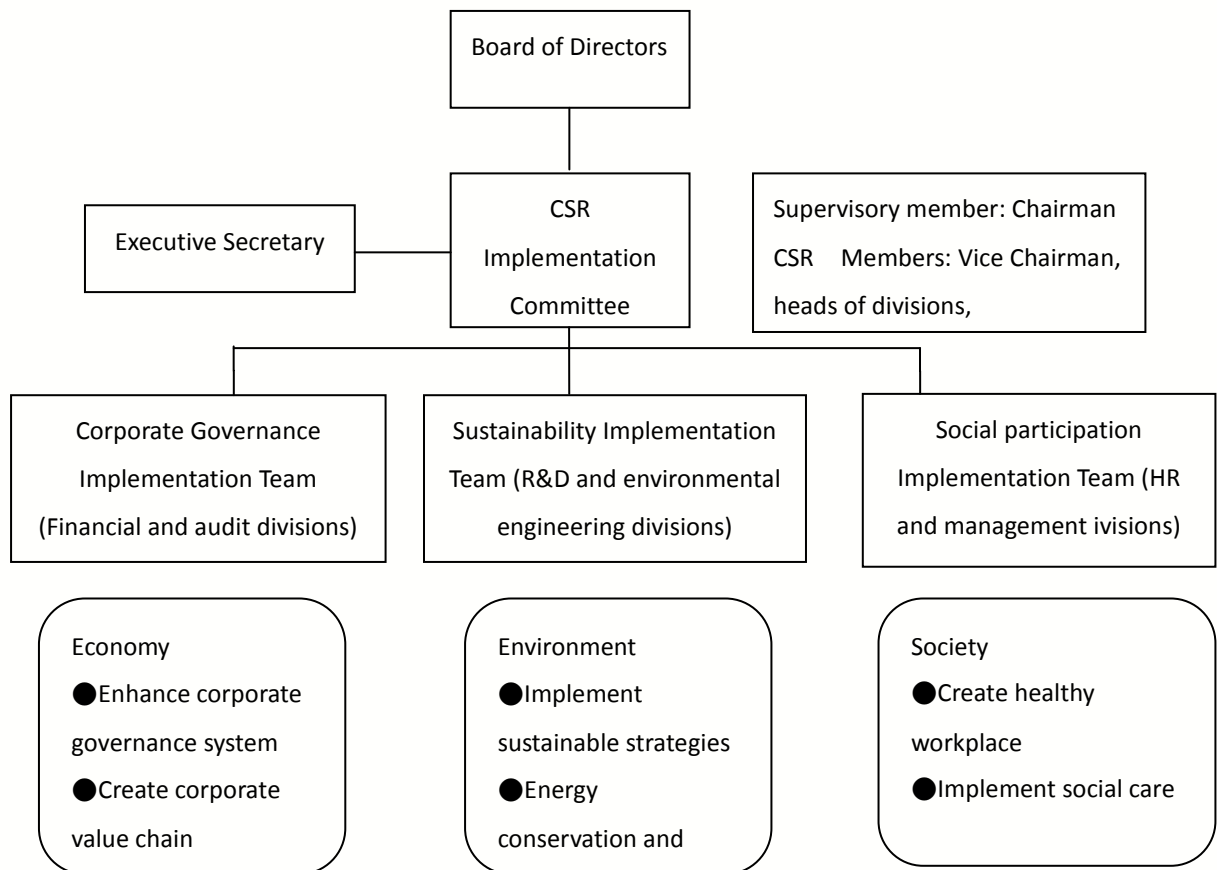 Board of Directors
CSR
Implementation
Committee
Executive Secretary
Supervisory member: Chairman
CSR Members: Vice Chairman,
heads of divisions,
Corporate Governance
Implementation Team
(Financial and audit divisions)
Sustainability Implementation
Team (R&D and environmental
engineering divisions)
Social participation
Implementation Team (HR
and management ivisions)
Economy
●Enhance corporate
governance system
●Create corporate
value chain
Environment
●Implement
sustainable strategies
●Energy
conservation and
Society
●Create healthy
workplace
●Implement social care